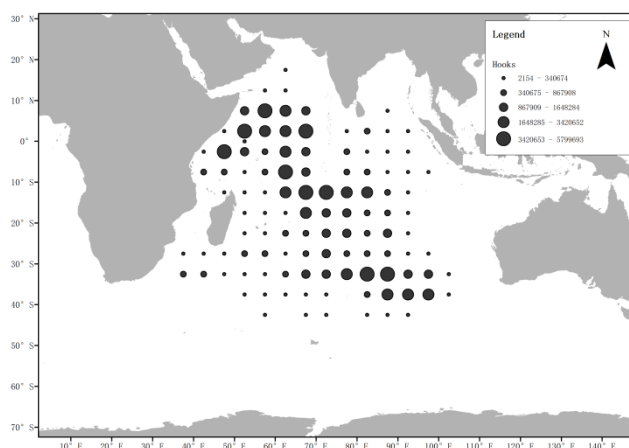 30° N
Legend
N
20° N
Hooks
2154 - 340674
10° N
340675 - 867908
867909 - 1648284
0°
1648285 - 3420652
3420653 - 5799693
10° S
20° S
30° S
40° S
50° S
60° S
70° S
10° E 20° E 30° E 40° E 50° E 60° E 70° E 80° E 90° E 100° E 110° E 120° E 130° E 140° E